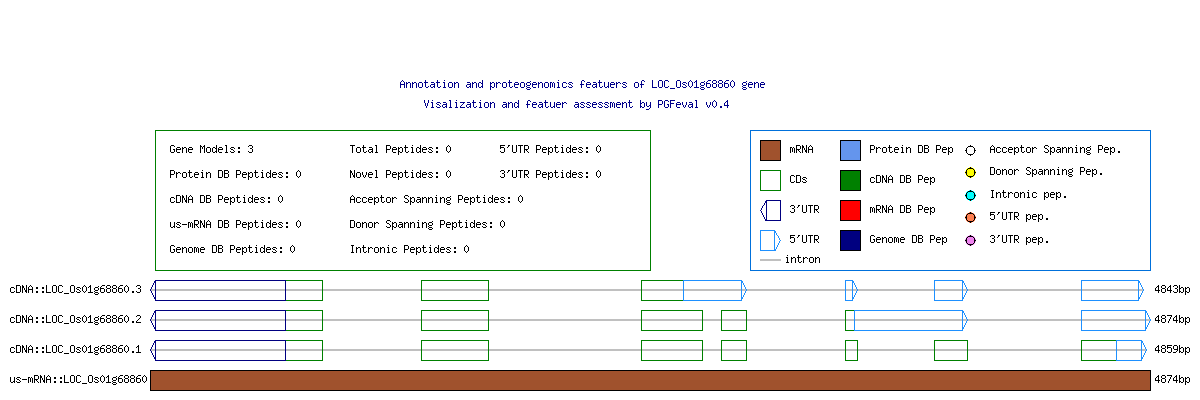 Annotation and proteogenomics featuers of LOC_Os01g68860 gene
Visalization and featuer assessment by PGFeval v0.4
Gene Models: 3 Total Peptides: 0 5'UTR Peptides: 0
Protein DB Peptides: 0 Novel Peptides: 0 3'UTR Peptides: 0
cDNA DB Peptides: 0 Acceptor Spanning Peptides: 0
us-mRNA DB Peptides: 0 Donor Spanning Peptides: 0
Genome DB Peptides: 0 Intronic Peptides: 0
mRNA Protein DB Pep Acceptor Spanning Pep.
CDs cDNA DB Pep Donor Spanning Pep.
3'UTR mRNA DB Pep Intronic pep.
5'UTR Genome DB Pep 5'UTR pep.
intron 3'UTR pep.
cDNA::LOC_Os01g68860.3 4843bp
cDNA::LOC_Os01g68860.2 4874bp
cDNA::LOC_Os01g68860.1 4859bp
us-mRNA::LOC_Os01g68860 4874bp